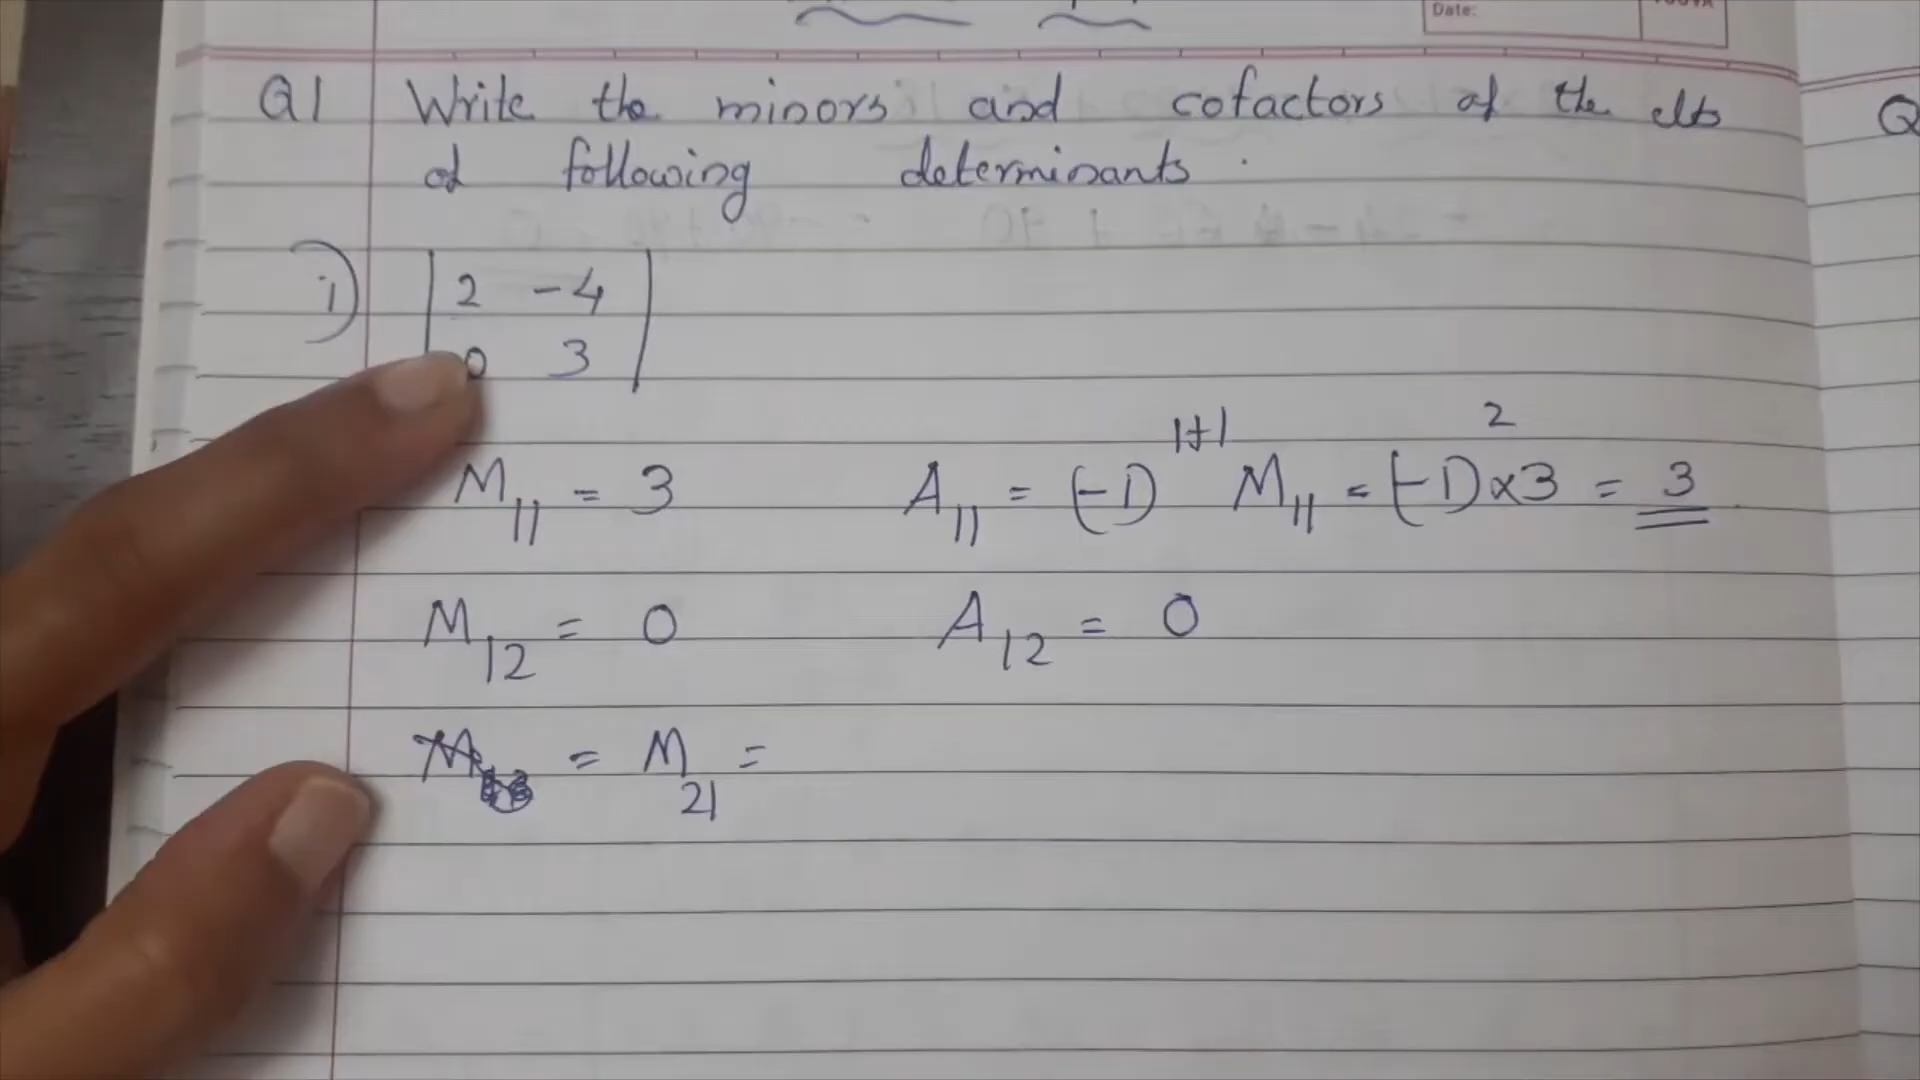 Date:
Q1 Write the minors and cofactors of the elts
of following determinants.
i) | 2 -4 |
| 0 3 |
M₁₁ = 3 A₁₁ = (-1)¹⁺¹ M₁₁ = (-1)² x 3 = 3
M₁₂ = 0 A₁₂ = 0
= M₂₁ =
Q